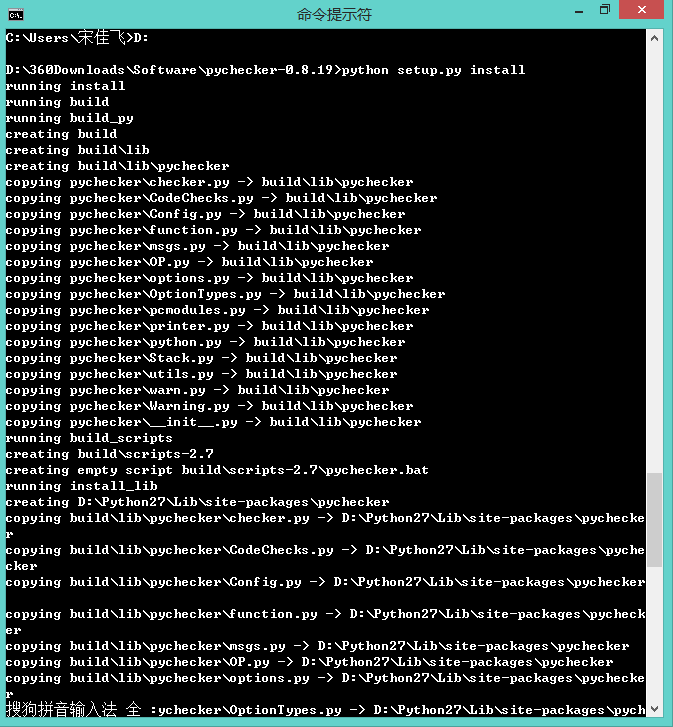 命令提示符
C:\Users\宋佳飞>D:
D:\360Downloads\Software\pychecker-0.8.19>python setup.py install
running install
running build
running build_py
creating build
creating build\lib
creating build\lib\pychecker
copying pychecker\checker.py -> build\lib\pychecker
copying pychecker\CodeChecks.py -> build\lib\pychecker
copying pychecker\Config.py -> build\lib\pychecker
copying pychecker\function.py -> build\lib\pychecker
copying pychecker\msgs.py -> build\lib\pychecker
copying pychecker\OP.py -> build\lib\pychecker
copying pychecker\options.py -> build\lib\pychecker
copying pychecker\OptionTypes.py -> build\lib\pychecker
copying pychecker\pcmodules.py -> build\lib\pychecker
copying pychecker\printer.py -> build\lib\pychecker
copying pychecker\python.py -> build\lib\pychecker
copying pychecker\Stack.py -> build\lib\pychecker
copying pychecker\utils.py -> build\lib\pychecker
copying pychecker\warn.py -> build\lib\pychecker
copying pychecker\Warning.py -> build\lib\pychecker
copying pychecker\__init__.py -> build\lib\pychecker
running build_scripts
creating build\scripts-2.7
creating empty script build\scripts-2.7\pychecker.bat
running install_lib
creating D:\Python27\Lib\site-packages\pychecker
copying build\lib\pychecker\checker.py -> D:\Python27\Lib\site-packages\pychecke
r
copying build\lib\pychecker\CodeChecks.py -> D:\Python27\Lib\site-packages\pyche
cker
copying build\lib\pychecker\Config.py -> D:\Python27\Lib\site-packages\pychecker
copying build\lib\pychecker\function.py -> D:\Python27\Lib\site-packages\pycheck
er
copying build\lib\pychecker\msgs.py -> D:\Python27\Lib\site-packages\pychecker
copying build\lib\pychecker\OP.py -> D:\Python27\Lib\site-packages\pychecker
copying build\lib\pychecker\options.py -> D:\Python27\Lib\site-packages\pychecke
r
搜狗拼音输入法 全 :ychecker\OptionTypes.py -> D:\Python27\Lib\site-packages\pych